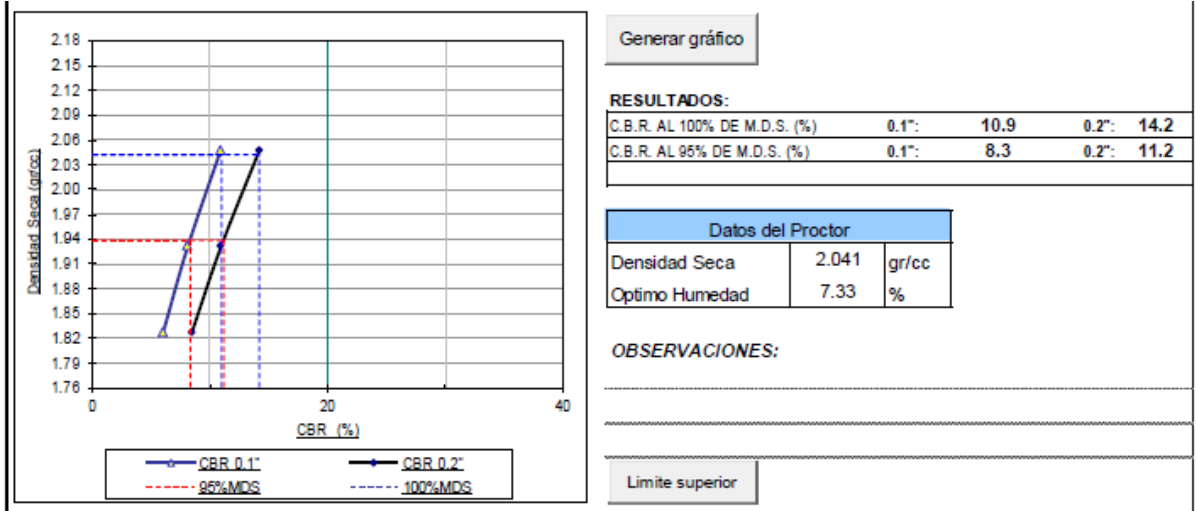 2.18
2.15
2.12
2.09
2.06
2.03
2.00
1.97
1.94
1.91
1.88
1.85
1.82
1.79
1.76
Densidad Seca (gr/cc)
0 20 40
CBR (%)
CBR 0.1" CBR 0.2"
95%MDS 100%MDS
Generar gráfico
RESULTADOS:
C.B.R. AL 100% DE M.D.S. (%) 0.1": 10.9 0.2": 14.2
C.B.R. AL 95% DE M.D.S. (%) 0.1": 8.3 0.2": 11.2
Datos del Proctor
Densidad Seca 2.041 gr/cc
Optimo Humedad 7.33 %
OBSERVACIONES:
Limite superior